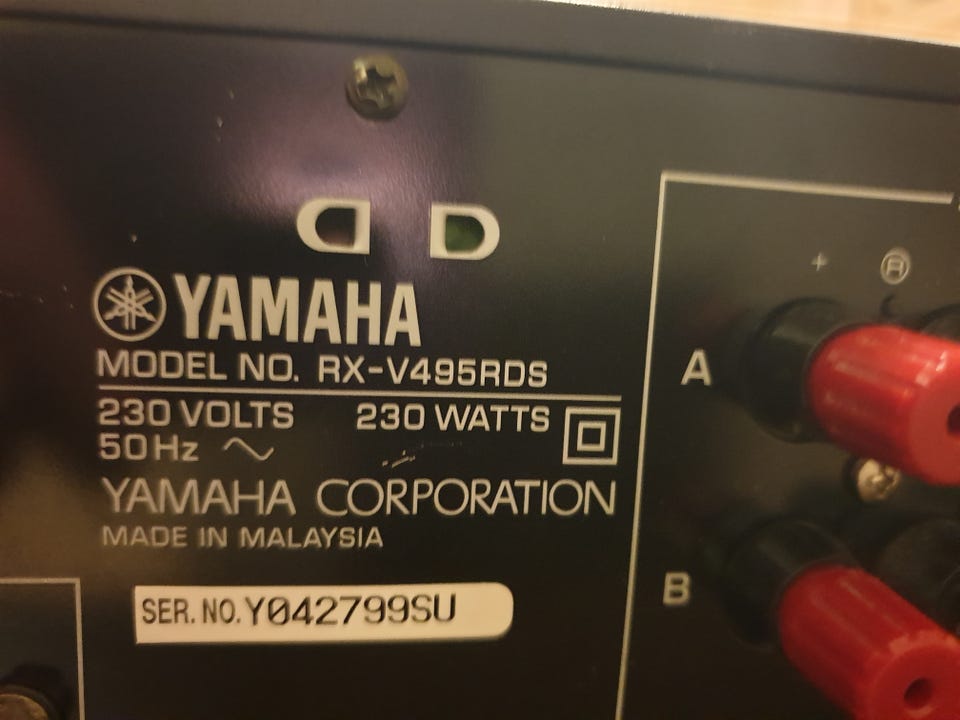 YAMAHA
MODEL NO. RX-V495RDS
230 VOLTS 230 WATTS
50Hz
YAMAHA CORPORATION
MADE IN MALAYSIA
SER. NO. Y042799SU
+ R
A
B